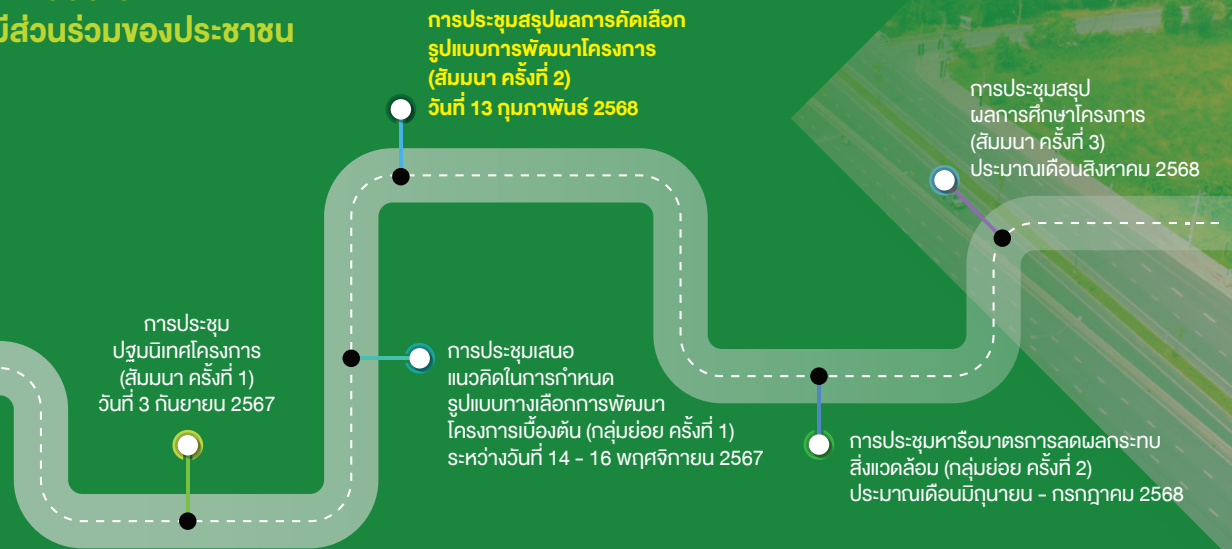 มีส่วนร่วมของประชาชน
การประชุมสรุปผลการคัดเลือก
รูปแบบการพัฒนาโครงการ
(สัมมนา ครั้งที่ 2)
วันที่ 13 กุมภาพันธ์ 2568
การประชุมสรุป
ผลการศึกษาโครงการ
(สัมมนา ครั้งที่ 3)
ประมาณเดือนสิงหาคม 2568
การประชุม
ปฐมนิเทศโครงการ
(สัมมนา ครั้งที่ 1)
วันที่ 3 กันยายน 2567
การประชุมเสนอ
แนวคิดในการกำหนด
รูปแบบทางเลือกการพัฒนา
โครงการเบื้องต้น (กลุ่มย่อย ครั้งที่ 1)
ระหว่างวันที่ 14 - 16 พฤศจิกายน 2567
การประชุมหารือมาตรการลดผลกระทบ
สิ่งแวดล้อม (กลุ่มย่อย ครั้งที่ 2)
ประมาณเดือนมิถุนายน - กรกฎาคม 2568